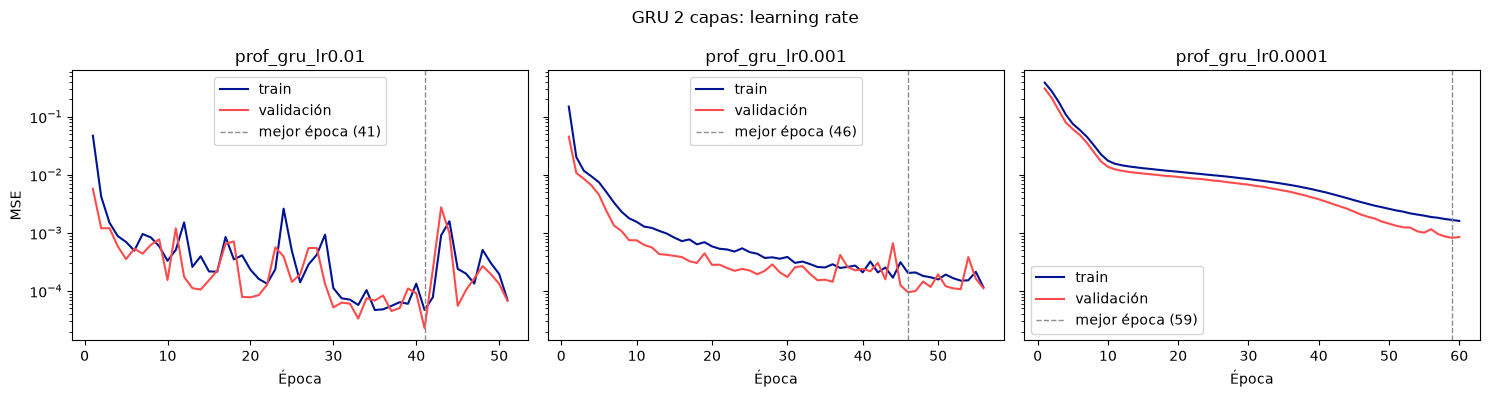 GRU 2 capas: learning rate
prof_gru_lr0.01
train
validación
mejor época (41)
10⁻¹
10⁻²
10⁻³
10⁻⁴
MSE
0 10 20 30 40 50
Época
prof_gru_lr0.001
train
validación
mejor época (46)
0 10 20 30 40 50
Época
prof_gru_lr0.0001
train
validación
mejor época (59)
0 10 20 30 40 50 60
Época